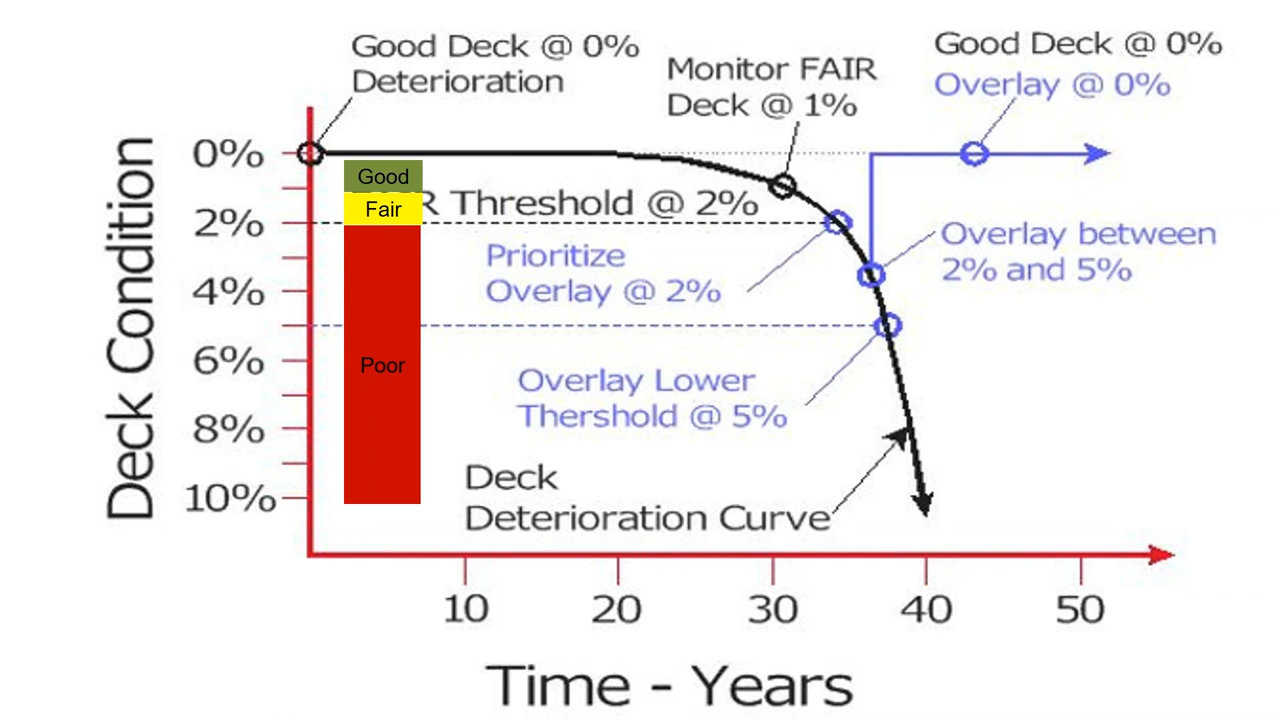 Good Deck @ 0%
Deterioration
Monitor FAIR
Deck @ 1%
Good Deck @ 0%
Overlay @ 0%
Deck Condition
0%
2%
4%
6%
8%
10%
Good
Fair
Poor
R Threshold @ 2%
Prioritize
Overlay @ 2%
Overlay between
2% and 5%
Overlay Lower
Thershold @ 5%
Deck
Deterioration Curve
10
20
30
40
50
Time - Years